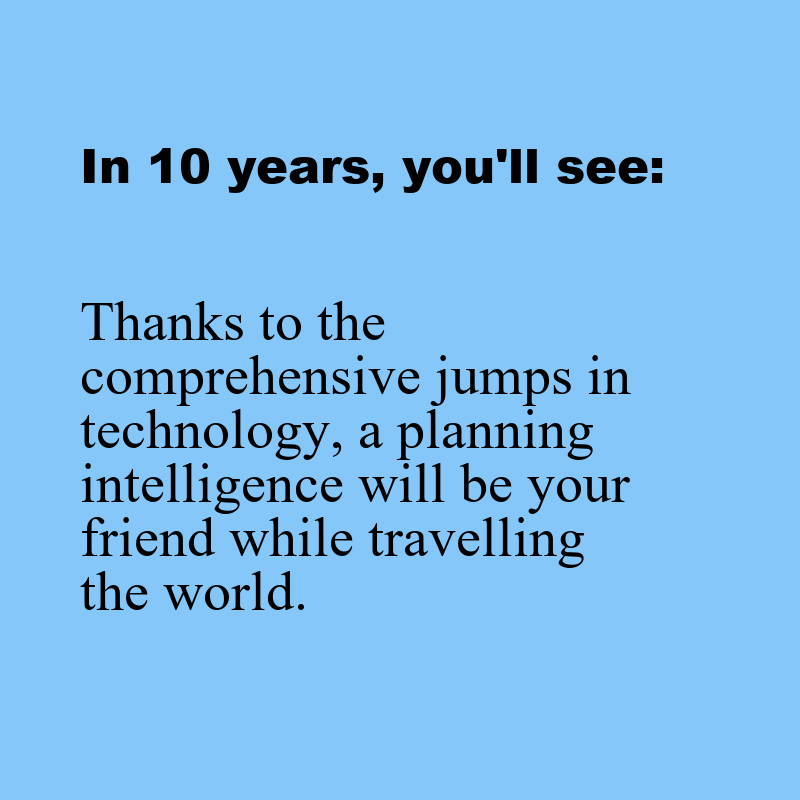 In 10 years, you'll see:
Thanks to the
comprehensive jumps in
technology, a planning
intelligence will be your
friend while travelling
the world.